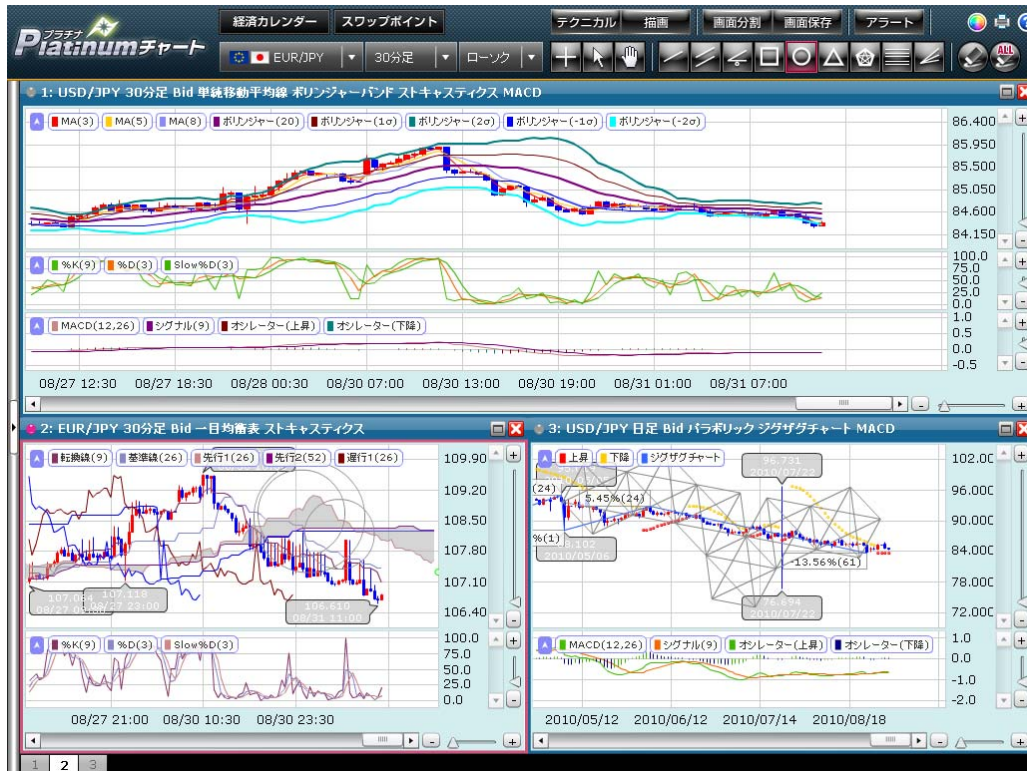 プラチナ
Platinumチャート
経済カレンダー スワップポイント
テクニカル 描画 画面分割 画面保存 アラート
EUR/JPY 30分足 ローソク
ALL
1: USD/JPY 30分足 Bid 単純移動平均線 ボリンジャーバンド ストキャスティクス MACD
MA(3) MA(5) MA(8) ボリンジャー(20) ボリンジャー(1σ) ボリンジャー(2σ) ボリンジャー(-1σ) ボリンジャー(-2σ)
86.400
85.950
85.500
85.050
84.600
84.150
%K(9) %D(3) Slow%D(3)
100.0
75.0
50.0
25.0
0.0
MACD(12,26) シグナル(9) オシレーター(上昇) オシレーター(下降)
1.0
0.5
0.0
-0.5
08/27 12:30 08/27 18:30 08/28 00:30 08/30 07:00 08/30 13:00 08/30 19:00 08/31 01:00 08/31 07:00
2: EUR/JPY 30分足 Bid 一目均衡表 ストキャスティクス
転換線(9) 基準線(26) 先行1(26) 先行2(52) 遅行1(26)
109.90
109.20
108.50
107.80
107.10
106.40
107.118
08/27 23:00
106.610
08/31 11:00
%K(9) %D(3) Slow%D(3)
100.0
75.0
50.0
25.0
0.0
08/27 21:00 08/30 10:30 08/30 23:30
3: USD/JPY 日足 Bid パラボリック ジグザグチャート MACD
上昇 下降 ジグザグチャート
96.731
2010/07/22
(24)
5.45%(24)
%(1)
2010/05/06
-13.56%(61)
76.694
2010/07/22
102.00
96.000
90.000
84.000
78.000
72.000
MACD(12,26) シグナル(9) オシレーター(上昇) オシレーター(下降)
1.0
0.0
-1.0
-2.0
2010/05/12 2010/06/12 2010/07/14 2010/08/18
1 2 3